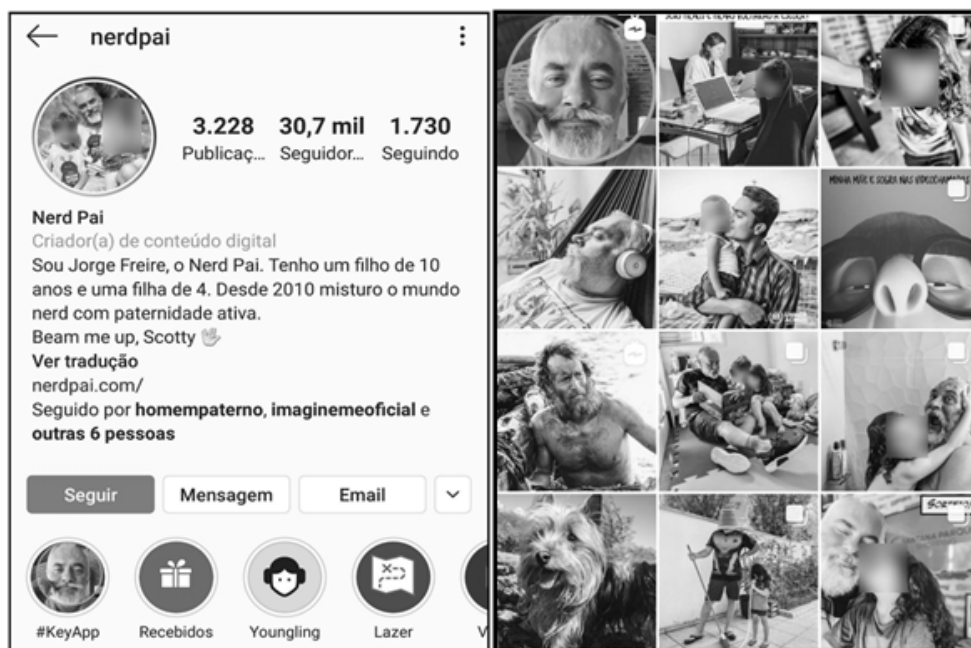 nerdpai
3.228 30,7 mil 1.730
Publicaç... Seguidor... Seguindo
Nerd Pai
Criador(a) de conteúdo digital
Sou Jorge Freire, o Nerd Pai. Tenho um filho de 10
anos e uma filha de 4. Desde 2010 misturo o mundo
nerd com paternidade ativa.
Beam me up, Scotty 🖖
Ver tradução
nerdpai.com/
Seguido por homempaterno, imaginemeoficial e
outras 6 pessoas
Seguir Mensagem Email
#KeyApp Recebidos Youngling Lazer V
MINHA MÃE E SOGRA NAS VIDEOCHAMADAS